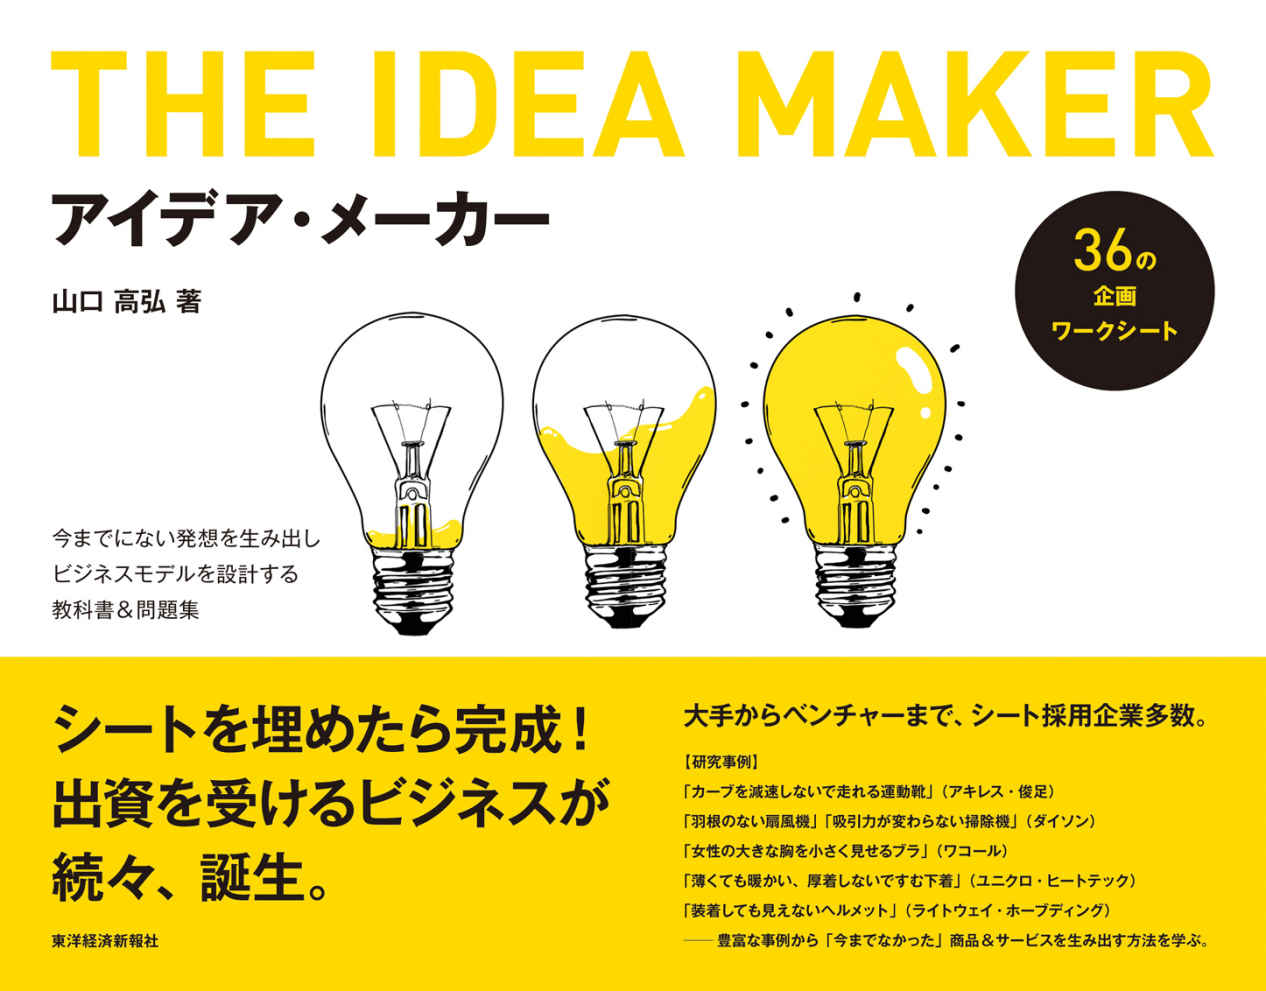 THE IDEA MAKER
アイデア・メーカー
山口 高弘 著
36の
企画
ワークシート
今までにない発想を生み出し
ビジネスモデルを設計する
教科書＆問題集
シートを埋めたら完成！
出資を受けるビジネスが
続々、誕生。
東洋経済新報社
大手からベンチャーまで、シート採用企業多数。
【研究事例】
「カーブを減速しないで走れる運動靴」（アキレス・俊足）
「羽根のない扇風機」「吸引力が変わらない掃除機」（ダイソン）
「女性の大きな胸を小さく見せるブラ」（ワコール）
「薄くても暖かい、厚着しないですむ下着」（ユニクロ・ヒートテック）
「装着しても見えないヘルメット」（ライトウェイ・ホーブディング）
――豊富な事例から「今までなかった」商品＆サービスを生み出す方法を学ぶ。